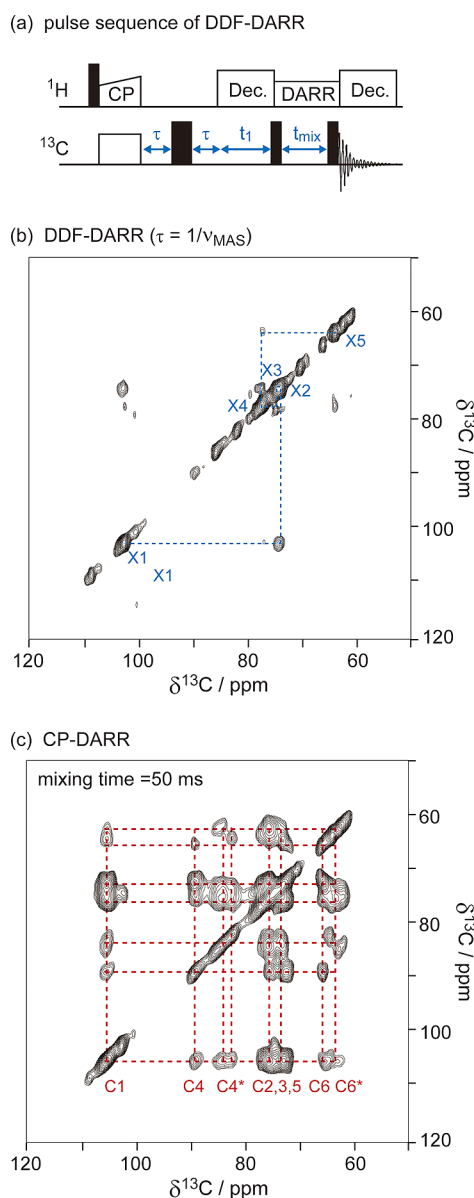 (a) pulse sequence of DDF-DARR
¹H
CP
Dec.
DARR
Dec.
¹³C
τ
τ
t₁
tₘᵢₓ
(b) DDF-DARR (τ = 1/ν_MAS)
60
X5
X3
X4
X2
80
δ¹³C / ppm
100
X1
X1
120
120 100 80 60
δ¹³C / ppm
(c) CP-DARR
mixing time =50 ms
60
80
δ¹³C / ppm
100
C1 C4 C4* C2,3,5 C6 C6*
120
120 100 80 60
δ¹³C / ppm